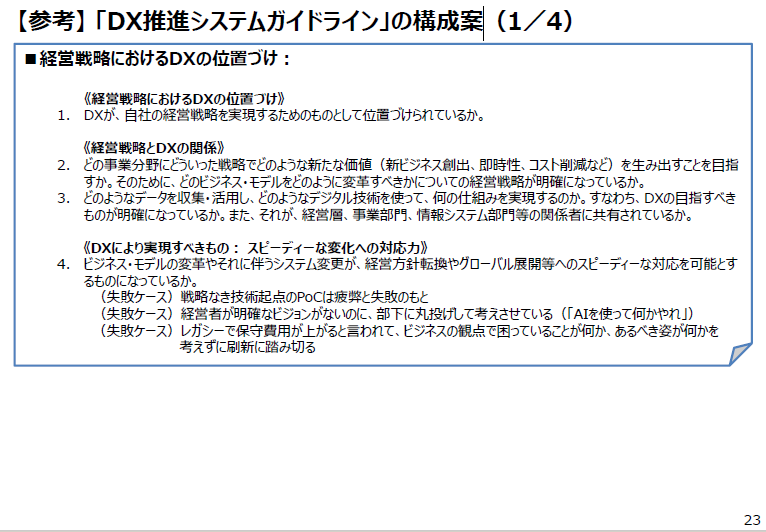 【参考】「DX推進システムガイドライン」の構成案（1／4）
■経営戦略におけるDXの位置づけ：
《経営戦略におけるDXの位置づけ》
1. DXが、自社の経営戦略を実現するためのものとして位置づけられているか。
《経営戦略とDXの関係》
2. どの事業分野にどういった戦略でどのような新たな価値（新ビジネス創出、即時性、コスト削減など）を生み出すことを目指
すか。そのために、どのビジネス・モデルをどのように変革すべきかについての経営戦略が明確になっているか。
3. どのようなデータを収集・活用し、どのようなデジタル技術を使って、何の仕組みを実現するのか。すなわち、DXの目指すべき
ものが明確になっているか。また、それが、経営層、事業部門、情報システム部門等の関係者に共有されているか。
《DXにより実現すべきもの： スピーディーな変化への対応力》
4. ビジネス・モデルの変革やそれに伴うシステム変更が、経営方針転換やグローバル展開等へのスピーディーな対応を可能とす
るものになっているか。
（失敗ケース）戦略なき技術起点のPoCは疲弊と失敗のもと
（失敗ケース）経営者が明確なビジョンがないのに、部下に丸投げして考えさせている（「AIを使って何かやれ」）
（失敗ケース）レガシーで保守費用が上がると言われて、ビジネスの観点で困っていることが何か、あるべき姿が何かを
考えずに刷新に踏み切る
23